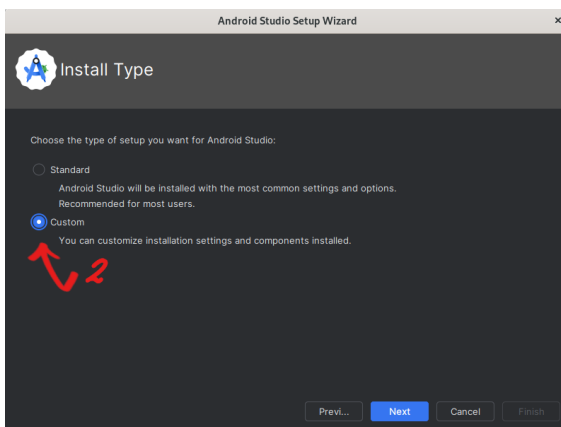 Android Studio Setup Wizard
×
Install Type
Choose the type of setup you want for Android Studio:
Standard
Android Studio will be installed with the most common settings and options.
Recommended for most users.
Custom
You can customize installation settings and components installed.
2
Previ...
Next
Cancel
Finish